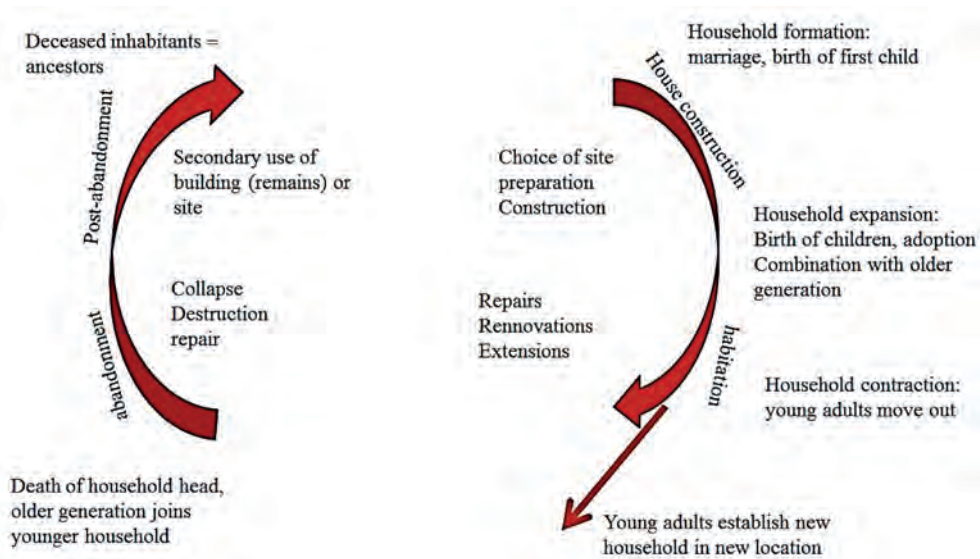 Deceased inhabitants =
ancestors
Post-abandonment
Secondary use of
building (remains) or
site
Collapse
Destruction
repair
abandonment
Death of household head,
older generation joins
younger household
Household formation:
marriage, birth of first child
House construction
Choice of site
preparation
Construction
Household expansion:
Birth of children, adoption
Combination with older
generation
Repairs
Rennovations
Extensions
habitation
Household contraction:
young adults move out
Young adults establish new
household in new location